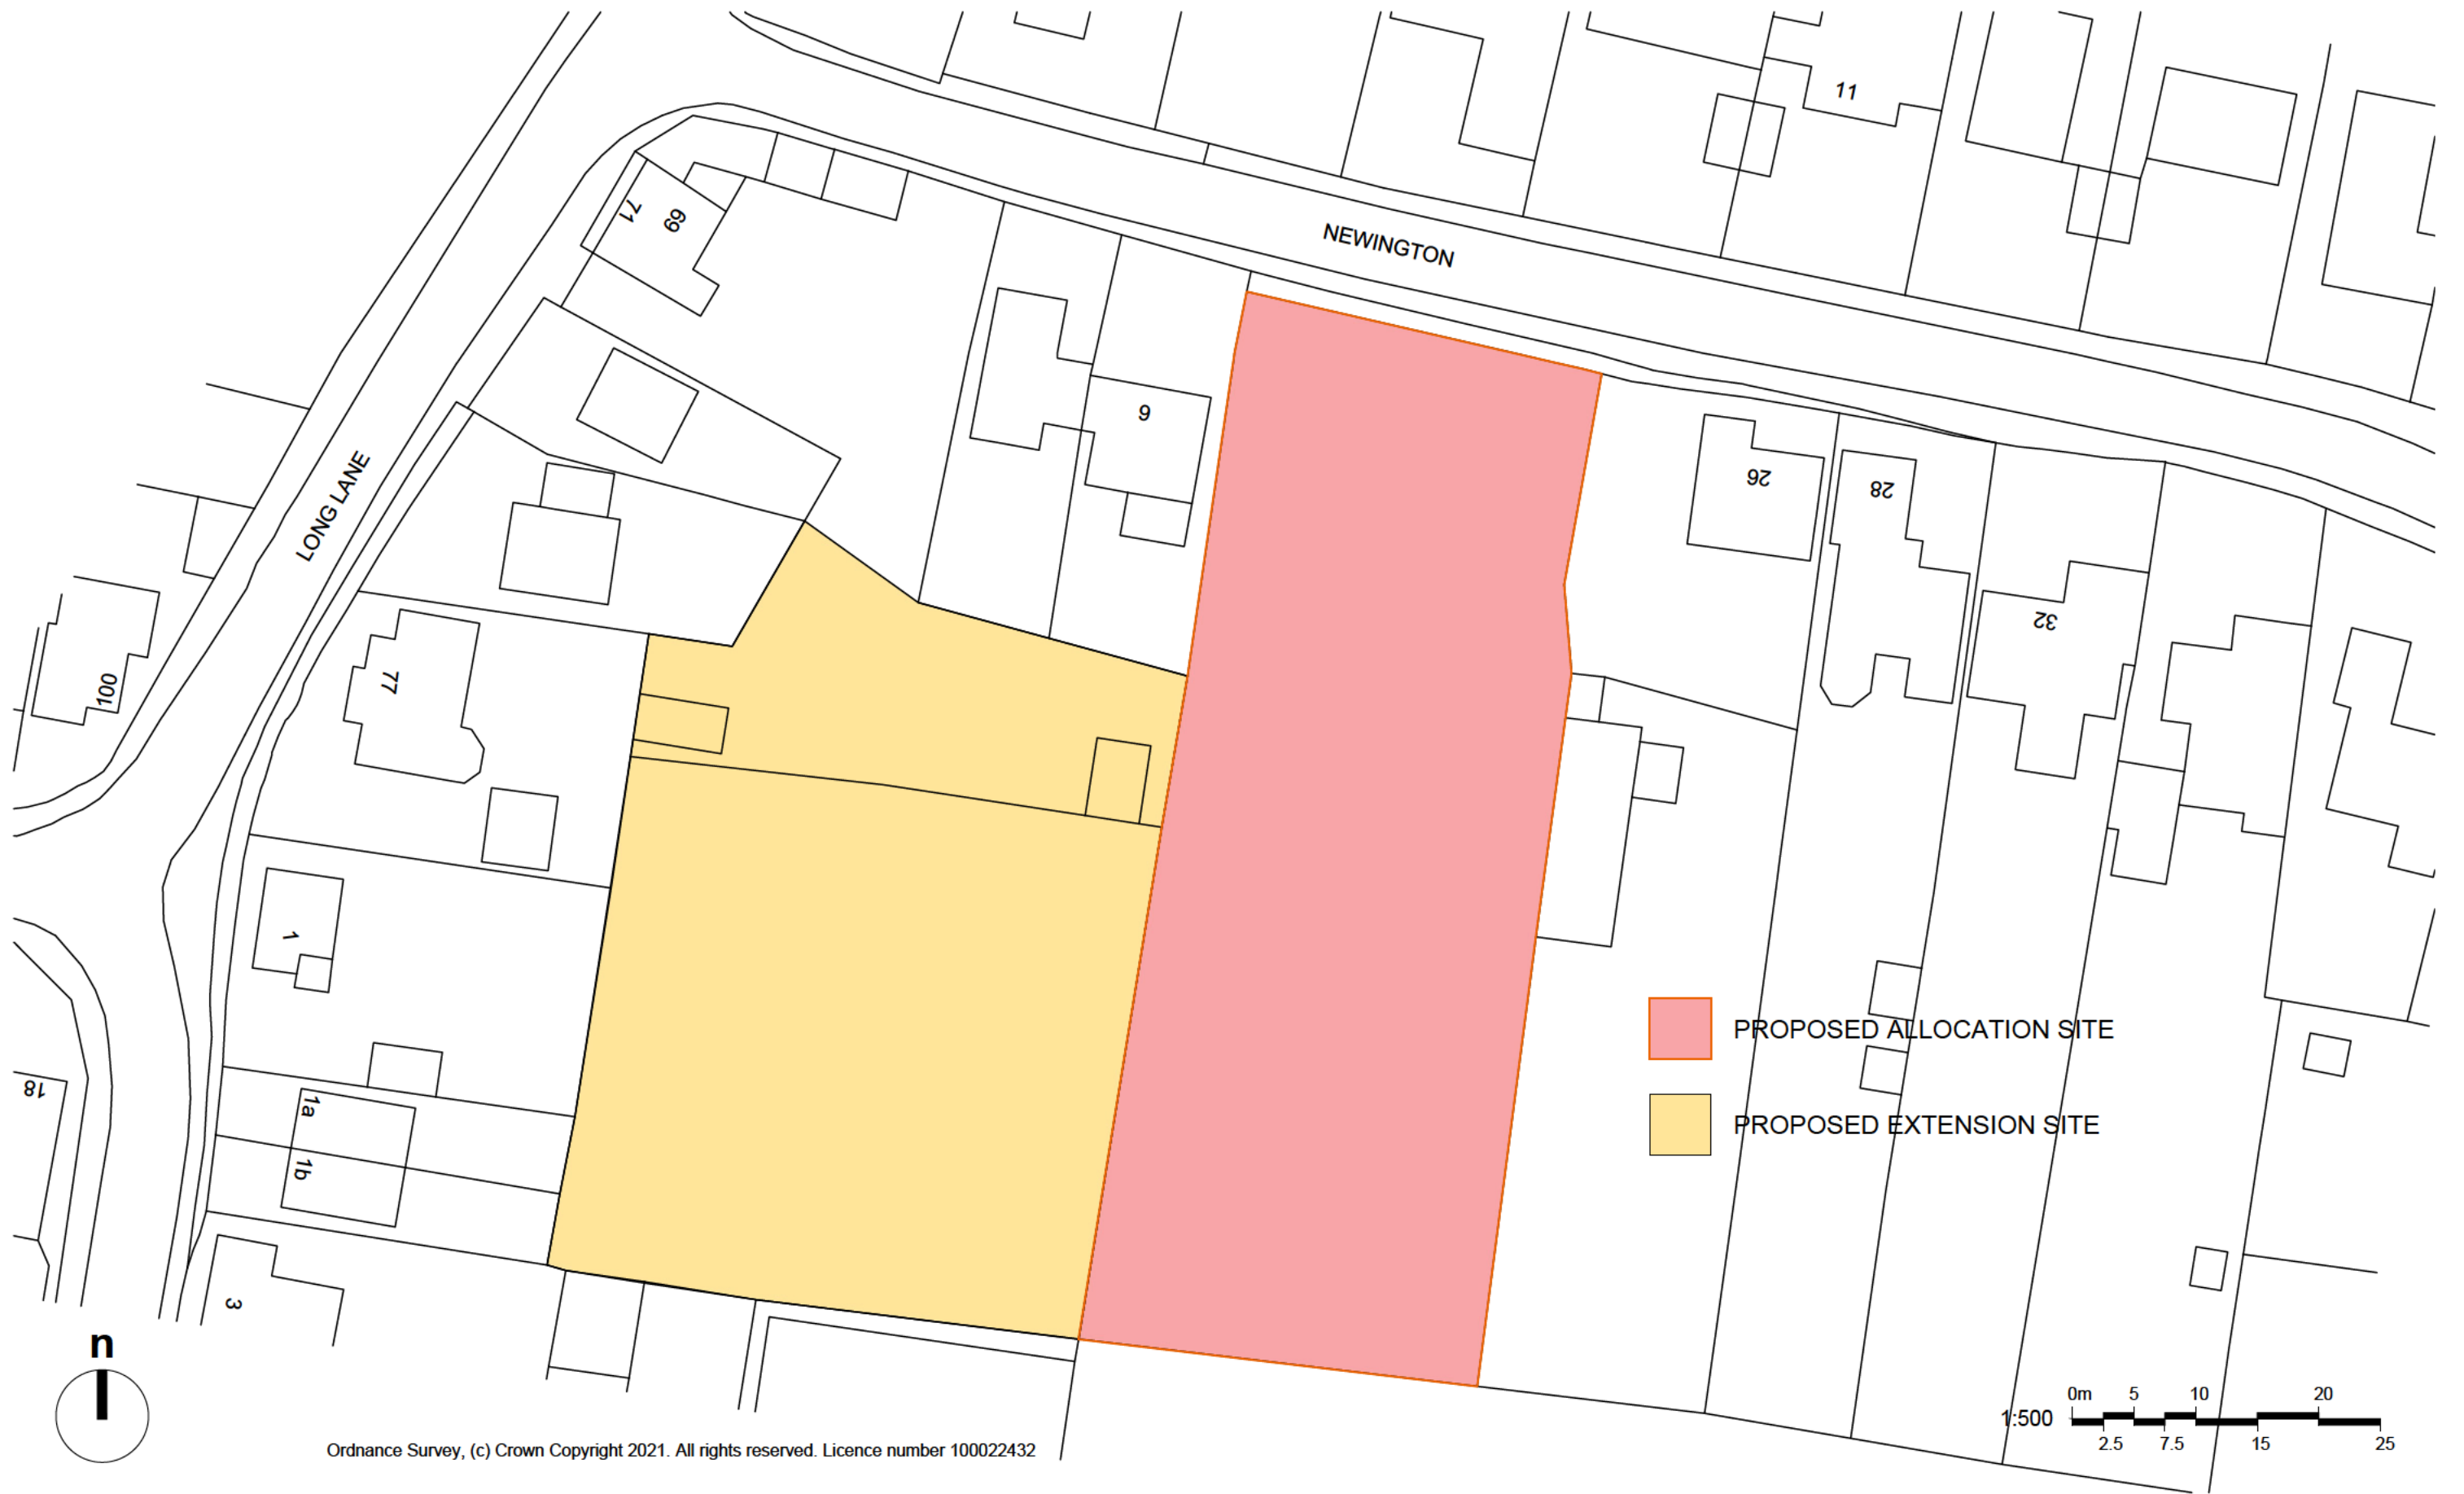 11
NEWINGTON
71
69
6
26
28
32
LONG LANE
77
100
1
18
1a
1b
3
PROPOSED ALLOCATION SITE
PROPOSED EXTENSION SITE
n
0m 5 10 20
1:500
2.5 7.5 15 25
Ordnance Survey, (c) Crown Copyright 2021. All rights reserved. Licence number 100022432